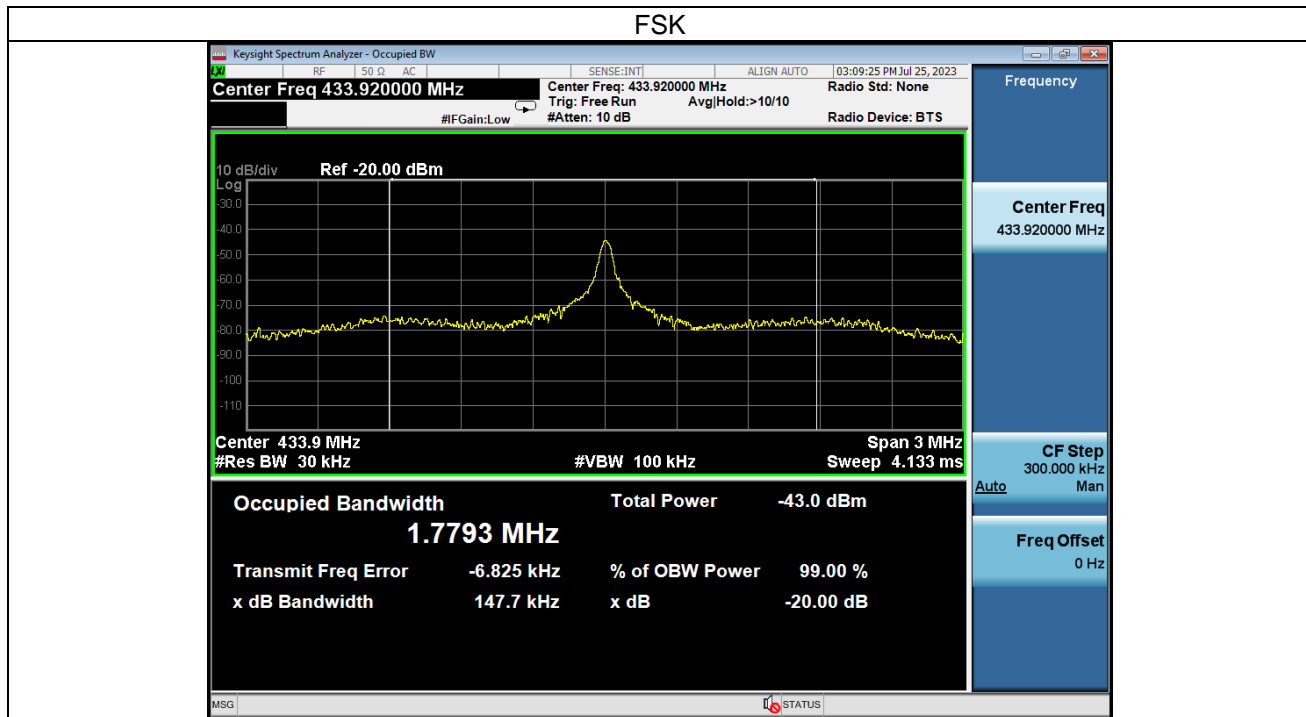 FSK
Keysight Spectrum Analyzer - Occupied BW
LXI RF 50 Ω AC SENSE:INT ALIGN AUTO 03:09:25 PM Jul 25, 2023
Center Freq 433.920000 MHz
Center Freq: 433.920000 MHz Radio Std: None
Trig: Free Run Avg|Hold:>10/10
#IFGain:Low #Atten: 10 dB Radio Device: BTS
10 dB/div Ref -20.00 dBm
Log
-30.0
-40.0
-50.0
-60.0
-70.0
-80.0
-90.0
-100
-110
Center 433.9 MHz Span 3 MHz
#Res BW 30 kHz #VBW 100 kHz Sweep 4.133 ms
Occupied Bandwidth Total Power -43.0 dBm
1.7793 MHz
Transmit Freq Error -6.825 kHz % of OBW Power 99.00 %
x dB Bandwidth 147.7 kHz x dB -20.00 dB
MSG STATUS
Frequency
Center Freq
433.920000 MHz
CF Step
300.000 kHz
Auto Man
Freq Offset
0 Hz